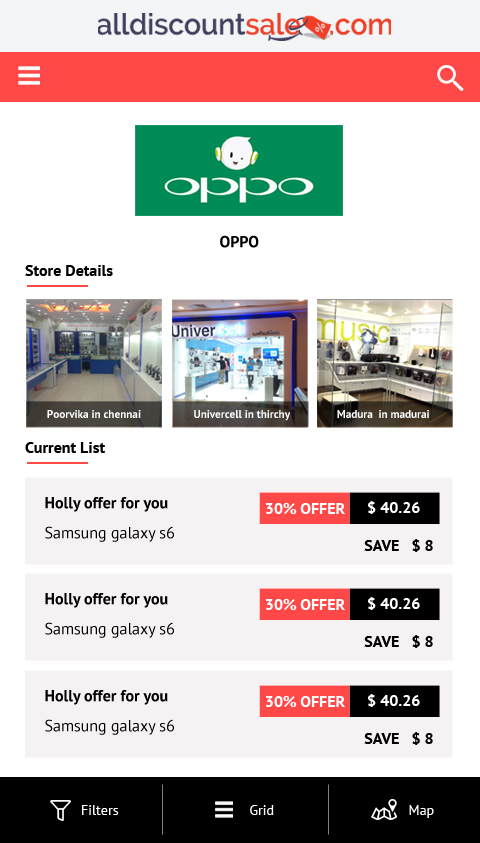 alldiscountsale.com
%
oppo
OPPO
Store Details
Univer
music
Poorvika in chennai
Univercell in thirchy
Madura in madurai
Current List
Holly offer for you
30% OFFER
$ 40.26
Samsung galaxy s6
SAVE $ 8
Holly offer for you
30% OFFER
$ 40.26
Samsung galaxy s6
SAVE $ 8
Holly offer for you
30% OFFER
$ 40.26
Samsung galaxy s6
SAVE $ 8
Filters
Grid
Map